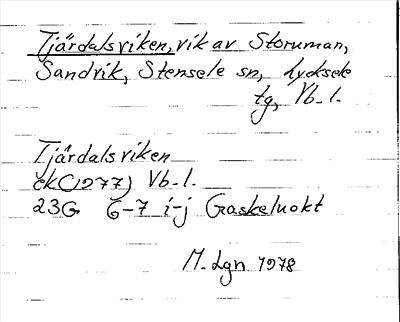 Tjärdalsviken, vik av Storuman,
Sandvik, Stensele sn, Lycksele
tg, Vb. l.
Tjärdalsviken
ek(1977) Vb. l.
23G 6-7 i-j Gaskeluokt
M. Lgn 1978